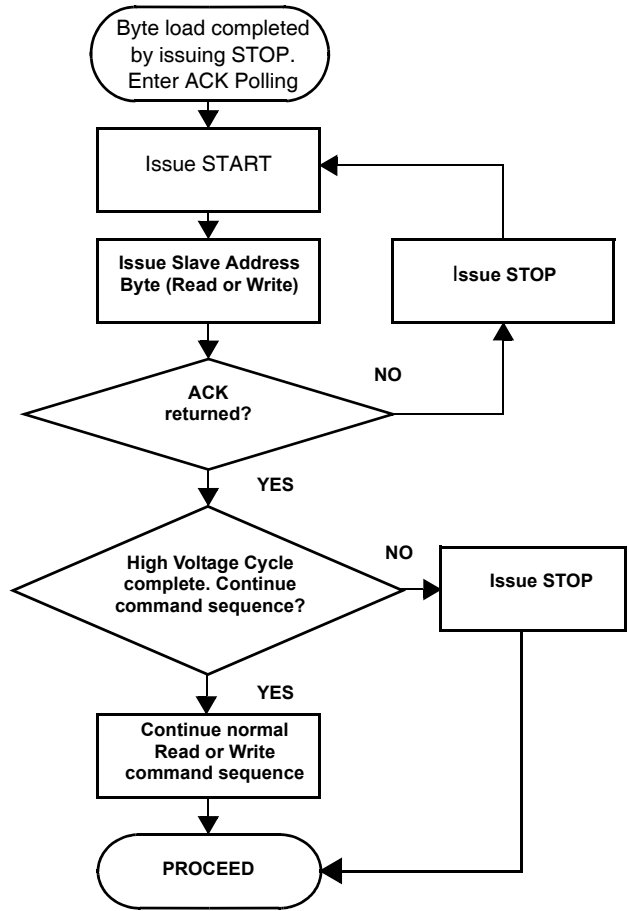 Byte load completed
by issuing STOP.
Enter ACK Polling
Issue START
Issue Slave Address
Byte (Read or Write)
Issue STOP
ACK
returned?
NO
YES
High Voltage Cycle
complete. Continue
command sequence?
NO
Issue STOP
YES
Continue normal
Read or Write
command sequence
PROCEED